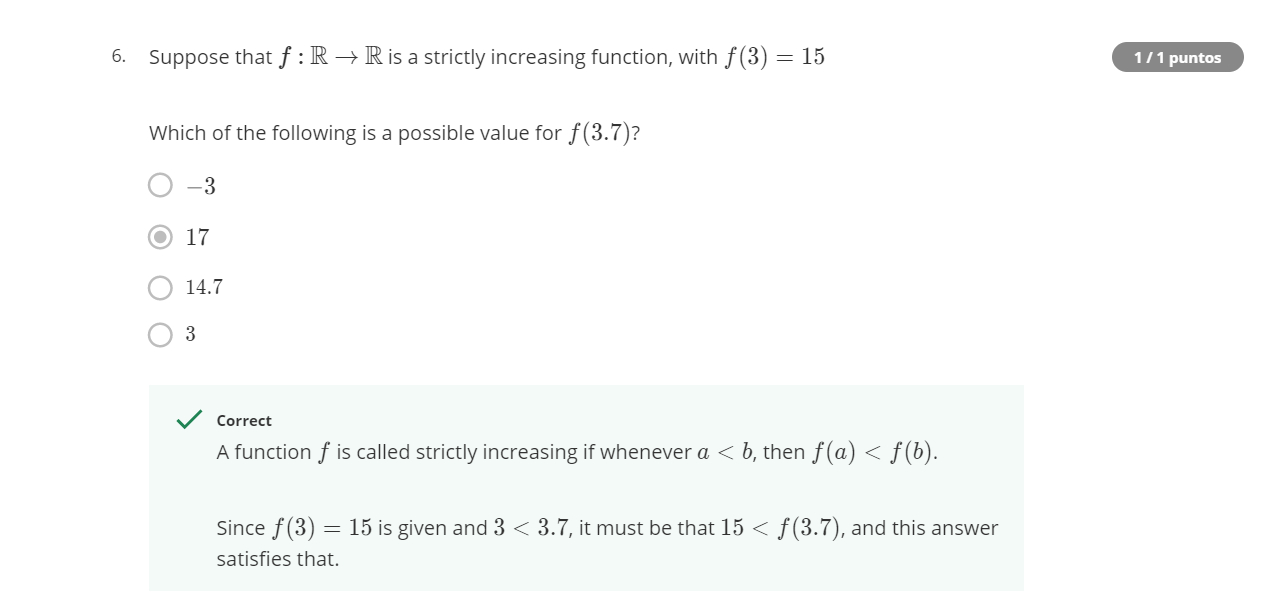 6. Suppose that f : ℝ → ℝ is a strictly increasing function, with f(3) = 15
1 / 1 puntos
Which of the following is a possible value for f(3.7)?
−3
17
14.7
3
Correct
A function f is called strictly increasing if whenever a < b, then f(a) < f(b).
Since f(3) = 15 is given and 3 < 3.7, it must be that 15 < f(3.7), and this answer
satisfies that.